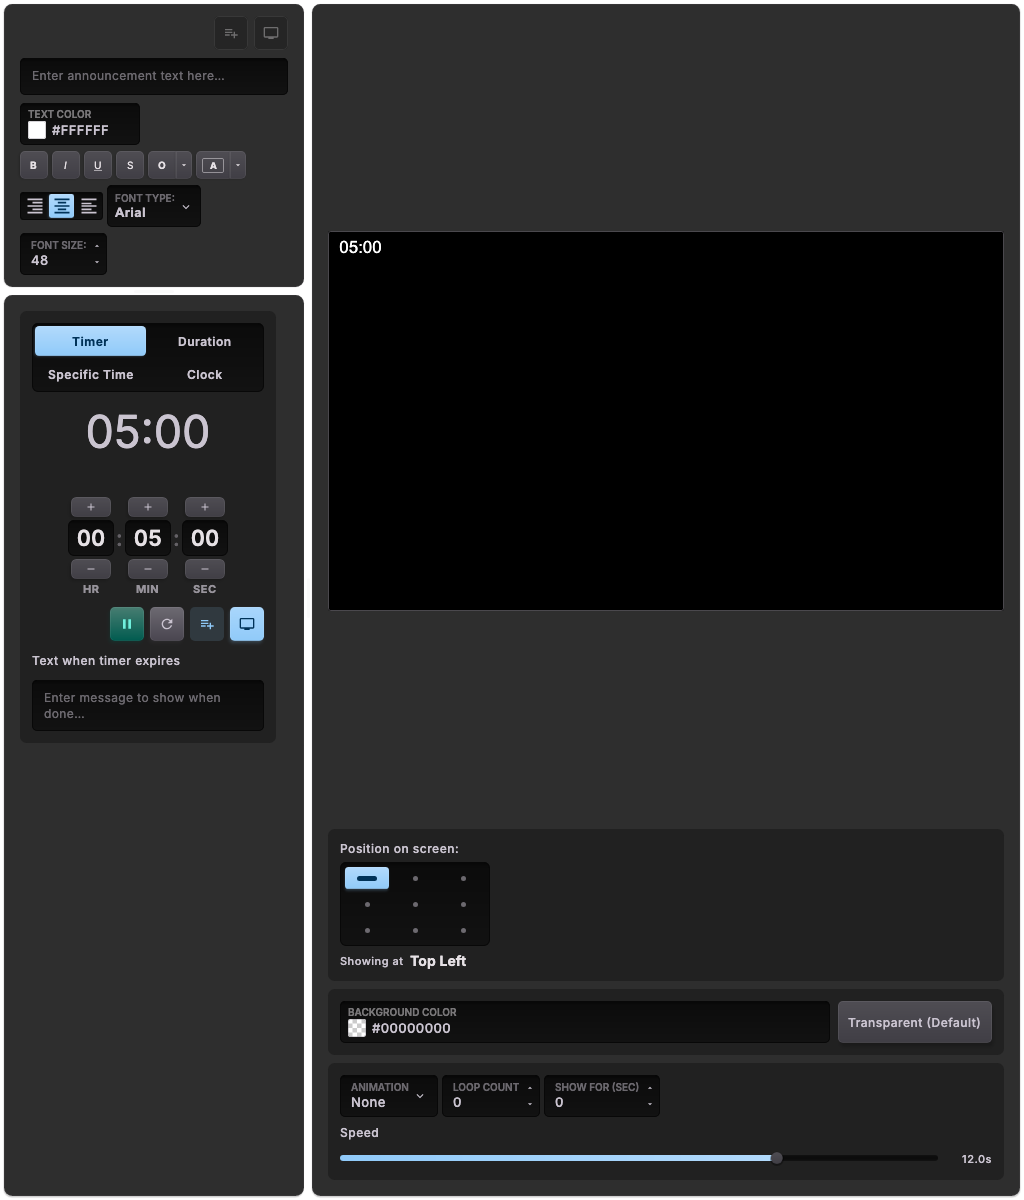 Enter announcement text here...
TEXT COLOR
#FFFFFF
B I U S O A
FONT TYPE:
Arial
FONT SIZE:
48
Timer Duration
Specific Time Clock
05:00
+ + +
00 : 05 : 00
− − −
HR MIN SEC
Text when timer expires
Enter message to show when
done...
05:00
Position on screen:
Showing at Top Left
BACKGROUND COLOR
#00000000
Transparent (Default)
ANIMATION
None
LOOP COUNT
0
SHOW FOR (SEC)
0
Speed
12.0s